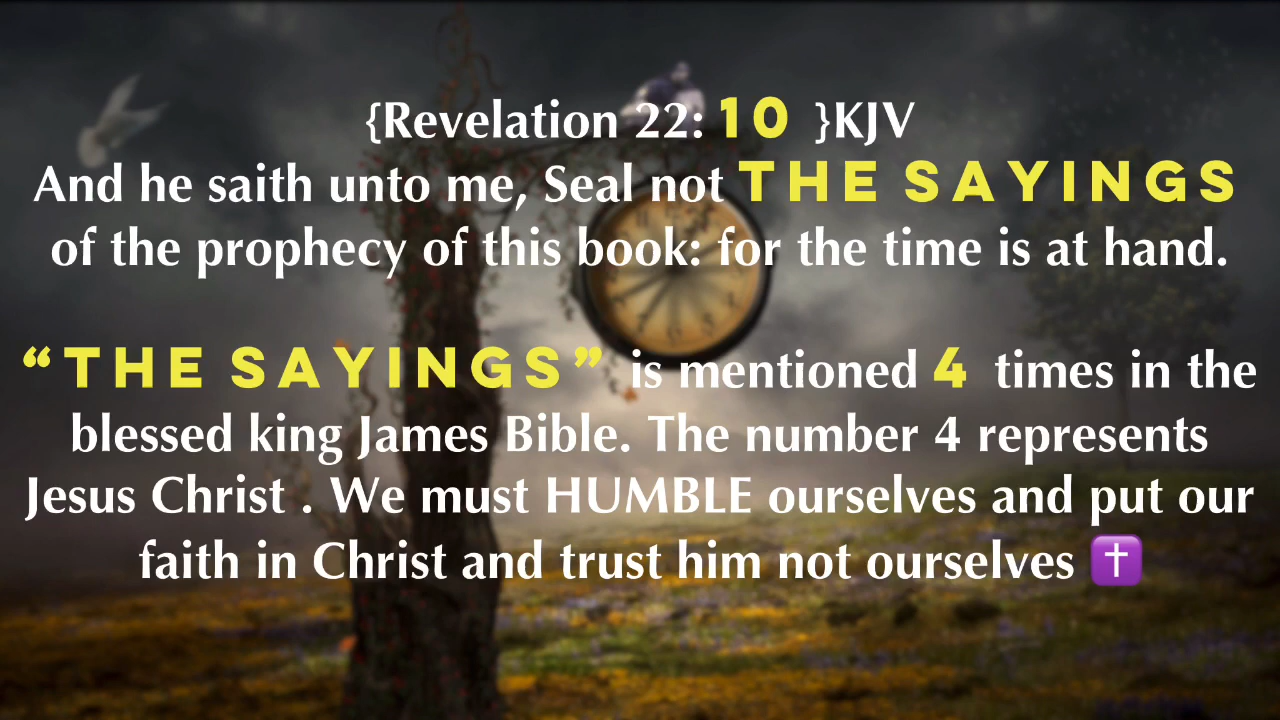 {Revelation 22: 10 }KJV
And he saith unto me, Seal not THE SAYINGS
of the prophecy of this book: for the time is at hand.
“THE SAYINGS” is mentioned 4 times in the
blessed king James Bible. The number 4 represents
Jesus Christ . We must HUMBLE ourselves and put our
faith in Christ and trust him not ourselves ✝️